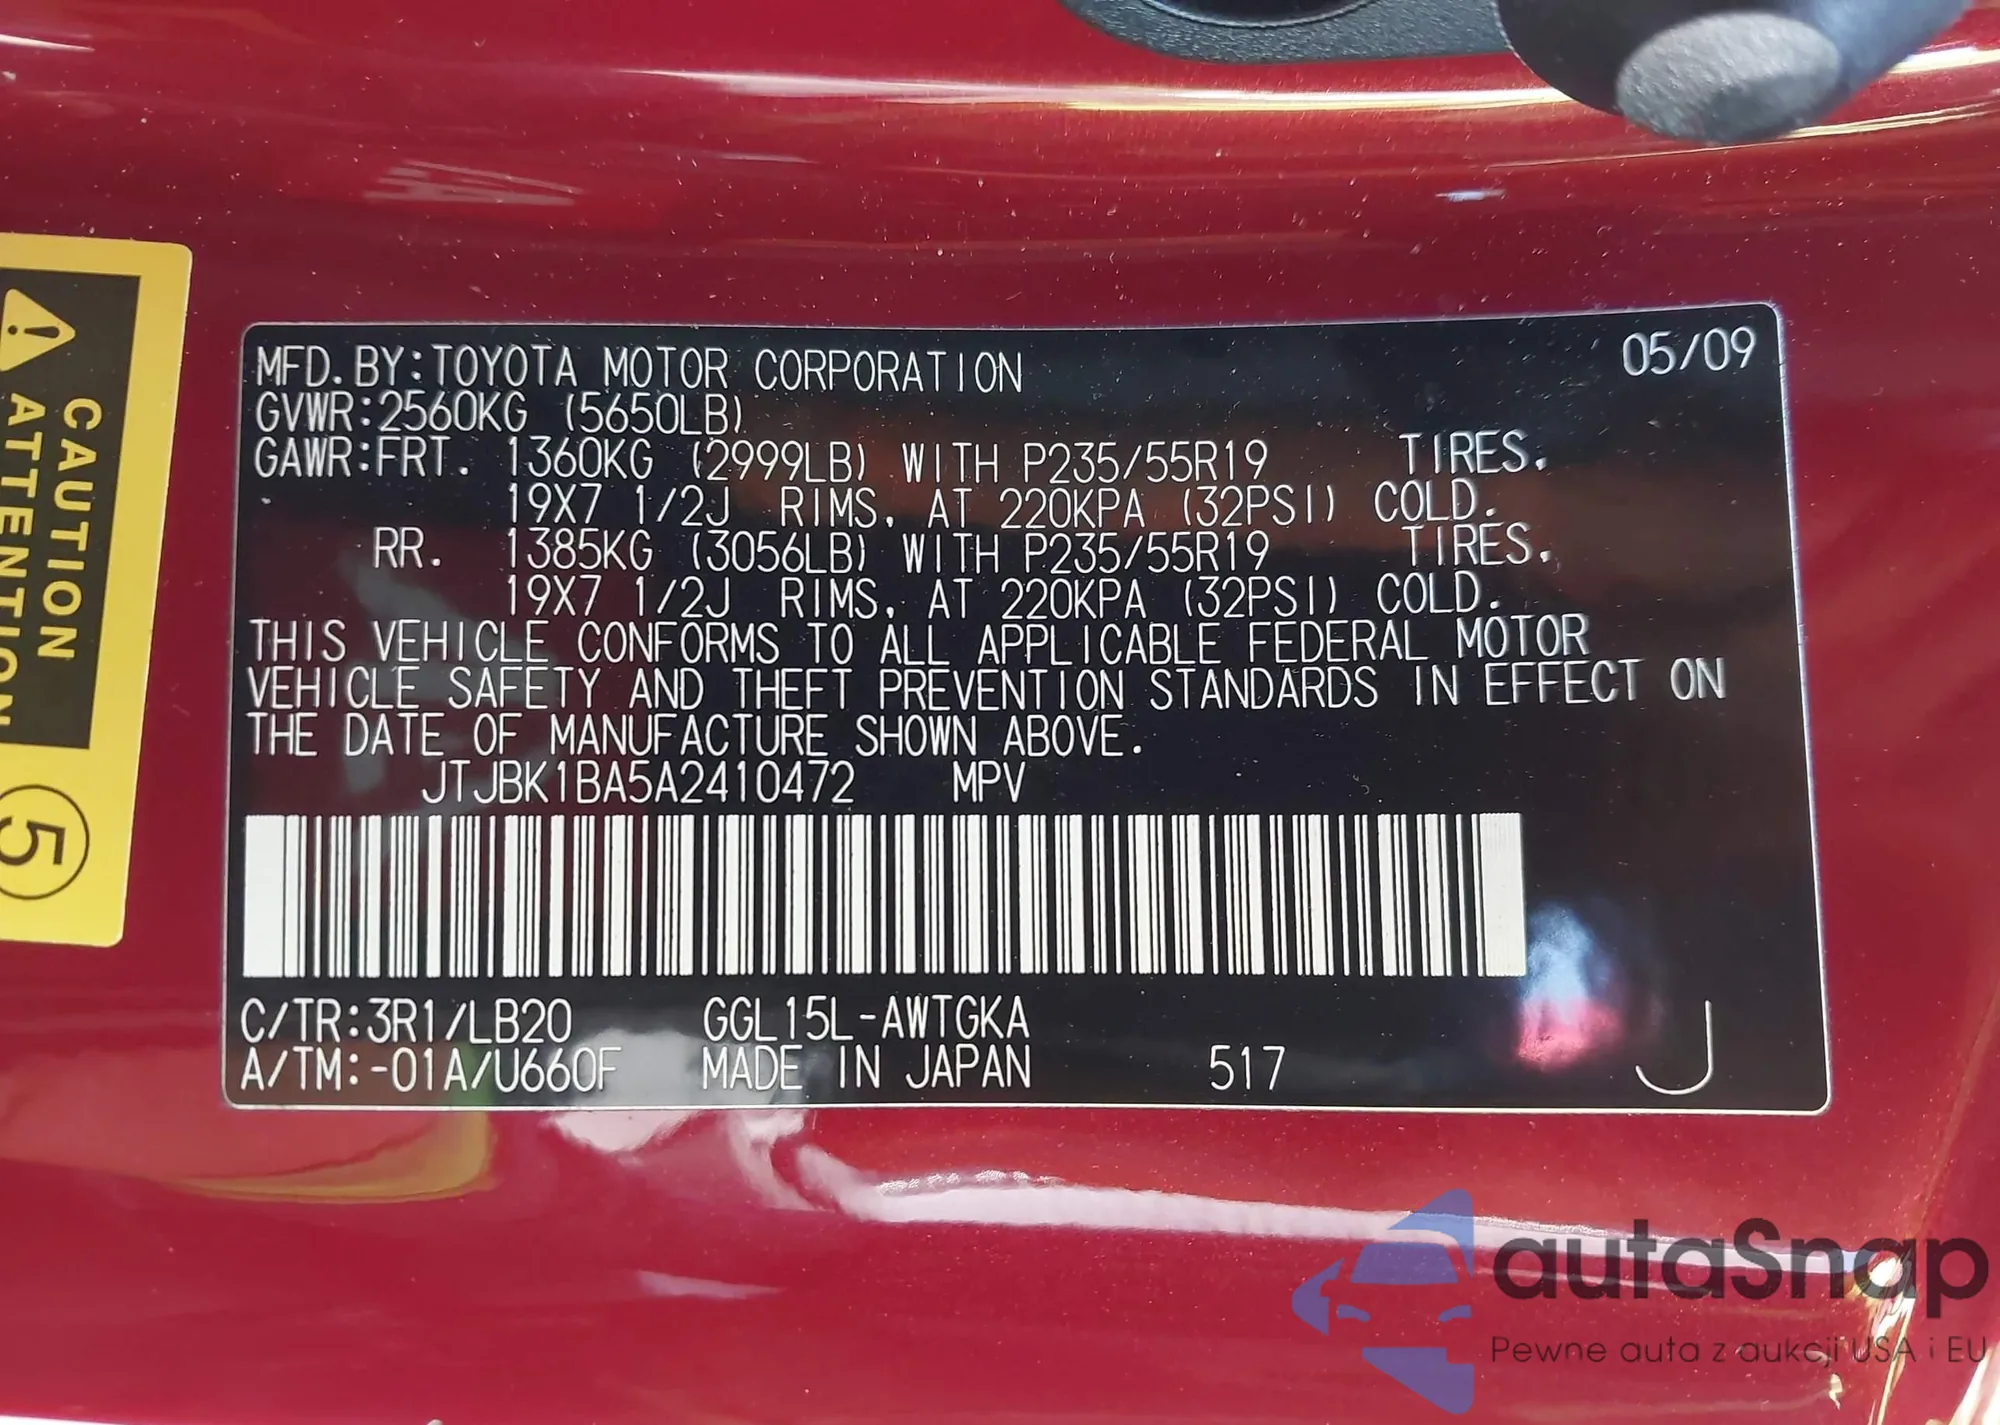 MFD.BY:TOYOTA MOTOR CORPORATION 05/09
GVWR:2560KG (5650LB)
GAWR:FRT. 1360KG (2999LB) WITH P235/55R19 TIRES.
19X7 1/2J RIMS, AT 220KPA (32PSI) COLD.
RR. 1385KG (3056LB) WITH P235/55R19 TIRES.
19X7 1/2J RIMS, AT 220KPA (32PSI) COLD.
THIS VEHICLE CONFORMS TO ALL APPLICABLE FEDERAL MOTOR
VEHICLE SAFETY AND THEFT PREVENTION STANDARDS IN EFFECT ON
THE DATE OF MANUFACTURE SHOWN ABOVE.
JTJBK1BA5A2410472 MPV
C/TR:3R1/LB20 GGL15L-AWTGKA
A/TM:-01A/U660F MADE IN JAPAN 517 J
CAUTION
ATTENTION
5
autaSnap
Pewne auta z aukcji USA i EU